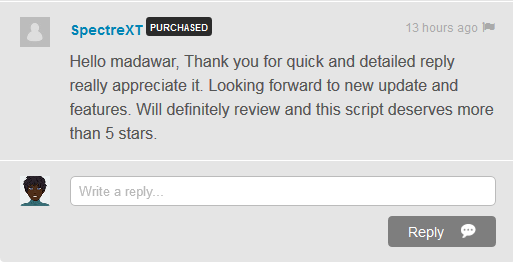 SpectreXT PURCHASED 13 hours ago
Hello madawar, Thank you for quick and detailed reply
really appreciate it. Looking forward to new update and
features. Will definitely review and this script deserves more
than 5 stars.
Write a reply...
Reply